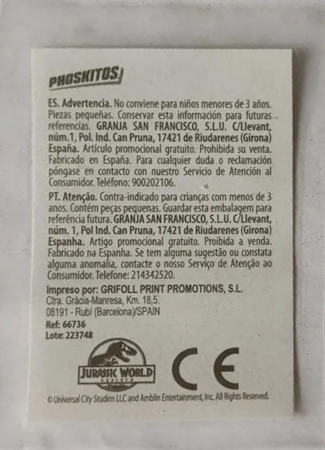 PHOSKITOS
ES. Advertencia. No conviene para niños menores de 3 años.
Piezas pequeñas. Conservar esta información para futuras
referencias. GRANJA SAN FRANCISCO, S.L.U. C/Llevant,
núm.1, Pol. Ind. Can Pruna, 17421 de Riudarenes (Girona)
España. Artículo promocional gratuito. Prohibida su venta.
Fabricado en España. Para cualquier duda o reclamación
póngase en contacto con nuestro Servicio de Atención al
Consumidor. Teléfono: 900202106.
PT. Atenção. Contra-indicado para crianças com menos de 3
anos. Contém peças pequenas. Guardar esta embalagem para
referência futura. GRANJA SAN FRANCISCO, S.L.U. C/Llevant,
núm. 1, Pol Ind. Can Pruna, 17421 de Riudarenes (Girona)
Espanha. Artigo promocional gratuito. Proibida a venda.
Fabricado na Espanha. Se tem alguma sugestão ou constata
alguma anomalia, contacte o nosso Serviço de Atenção ao
Consumidor. Telefone: 214342520.
Impreso por: GRIFOLL PRINT PROMOTIONS, S.L.
Ctra. Gràcia-Manresa, Km. 18,5.
08191 - Rubí (Barcelona)/SPAIN
Ref: 66736
Lote: 223748
JURASSIC WORLD
CE
© Universal City Studios LLC and Amblin Entertainment, Inc. All Rights Reserved.